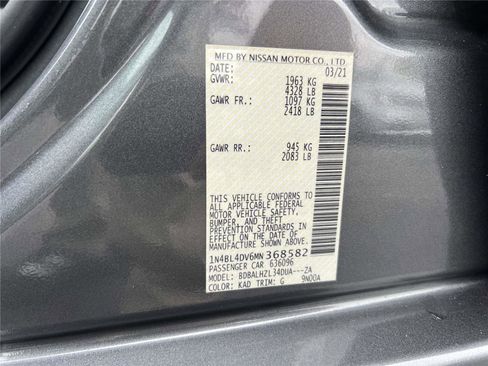 MFD BY NISSAN MOTOR CO., LTD.
DATE: 03/21
GVWR: 1963 KG
4328 LB
GAWR FR.: 1097 KG
2418 LB
GAWR RR.: 945 KG
2083 LB
THIS VEHICLE CONFORMS TO
ALL APPLICABLE FEDERAL
MOTOR VEHICLE SAFETY,
BUMPER, AND THEFT
PREVENTION STANDARDS IN
EFFECT ON THE DATE OF
MANUFACTURE SHOWN ABOVE.
1N4BL4DV6MN368582
PASSENGER CAR 636096
MODEL: BDBALHZL34DUA---ZA
COLOR: KAD TRIM: G 9N00A